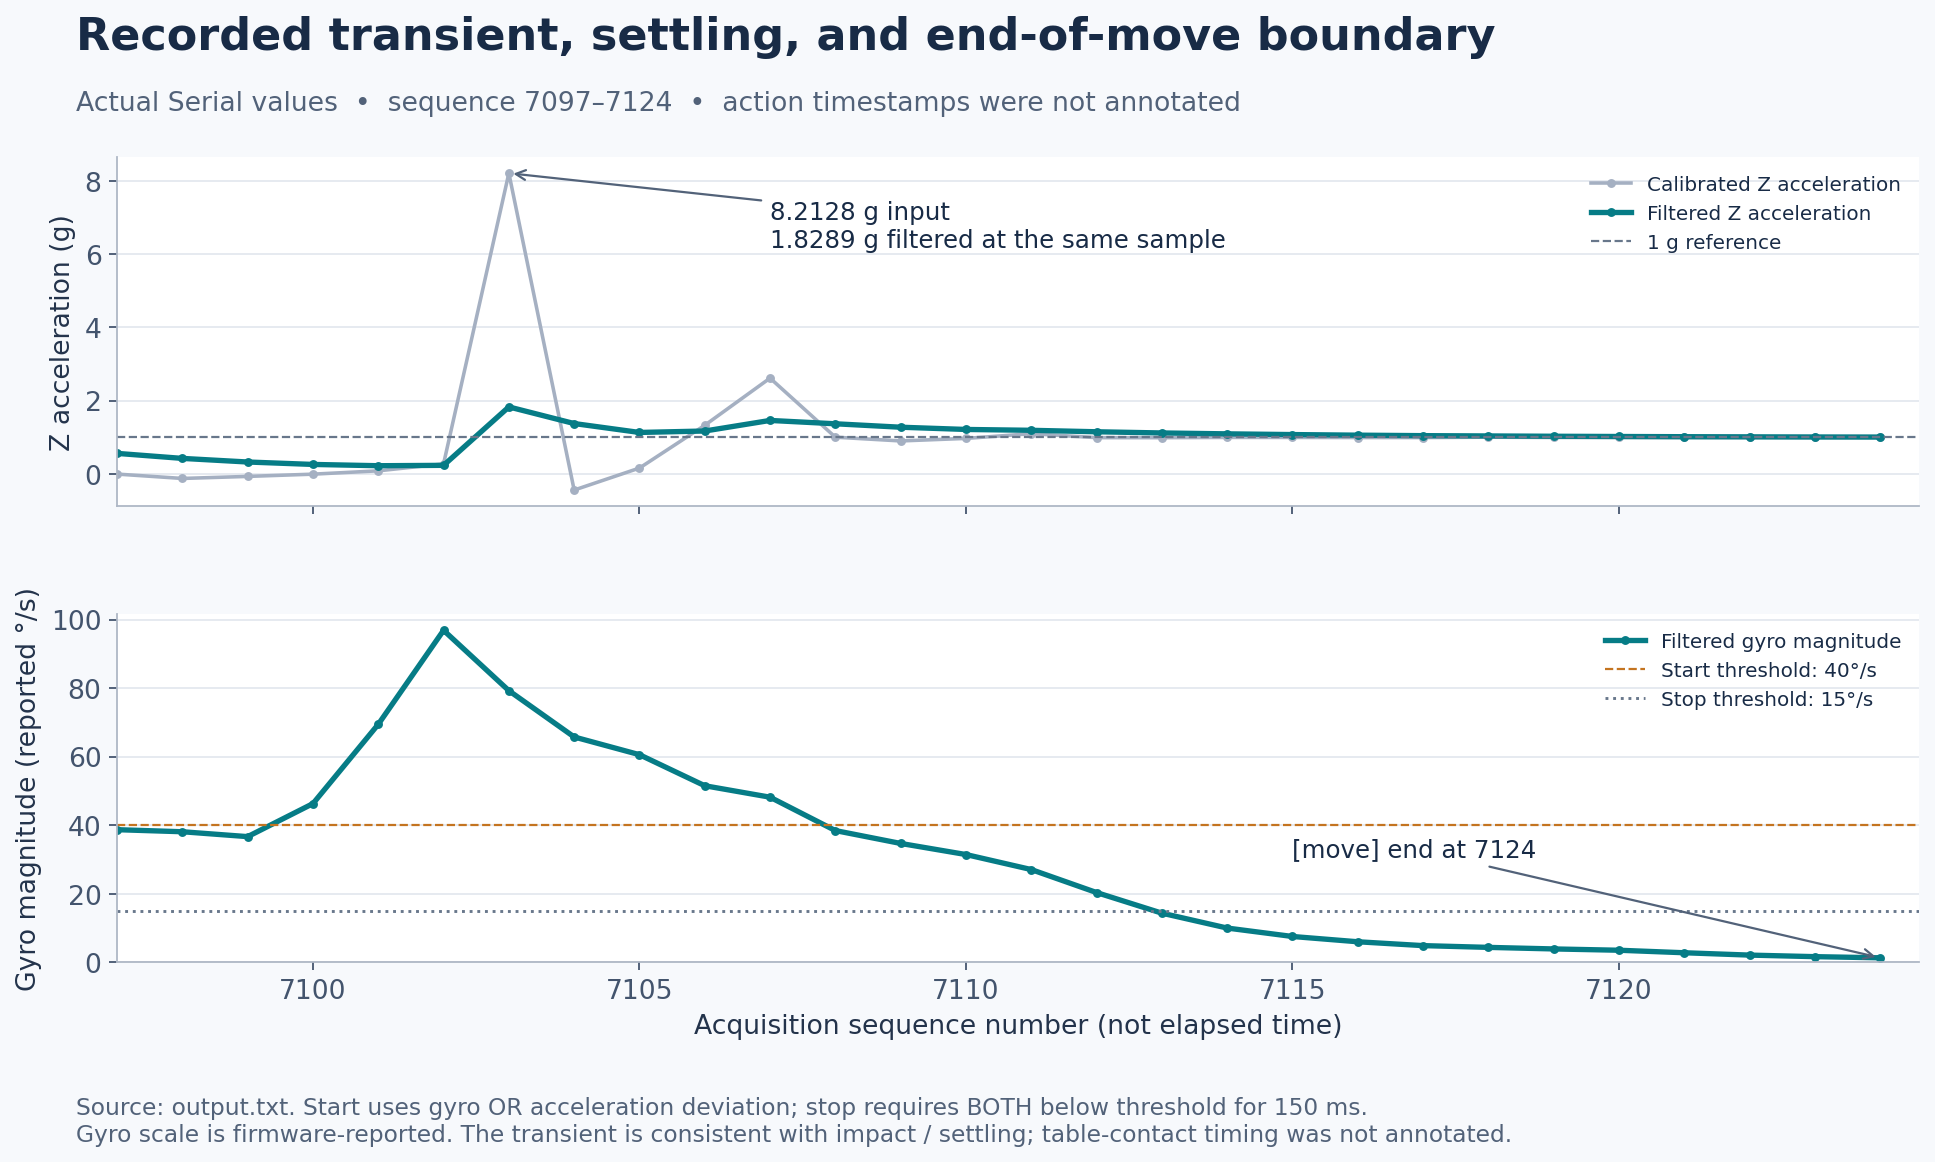 Recorded transient, settling, and end-of-move boundary
Actual Serial values • sequence 7097–7124 • action timestamps were not annotated
Z acceleration (g)
8
6
4
2
0
8.2128 g input
1.8289 g filtered at the same sample
Calibrated Z acceleration
Filtered Z acceleration
1 g reference
Gyro magnitude (reported °/s)
100
80
60
40
20
0
Filtered gyro magnitude
Start threshold: 40°/s
Stop threshold: 15°/s
[move] end at 7124
7100
7105
7110
7115
7120
Acquisition sequence number (not elapsed time)
Source: output.txt. Start uses gyro OR acceleration deviation; stop requires BOTH below threshold for 150 ms.
Gyro scale is firmware-reported. The transient is consistent with impact / settling; table-contact timing was not annotated.